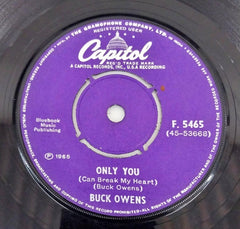 THE GRAMOPHONE COMPANY LTD.
REGISTERED USER
Capitol
REG'D TRADE MARK
A CAPITOL RECORDS, INC., U.S.A. RECORDING
Bluebook
Music
Publishing
F. 5465
(45-53668)
℗ 1965
ONLY YOU
(Can Break My Heart)
(Buck Owens)
BUCK OWENS